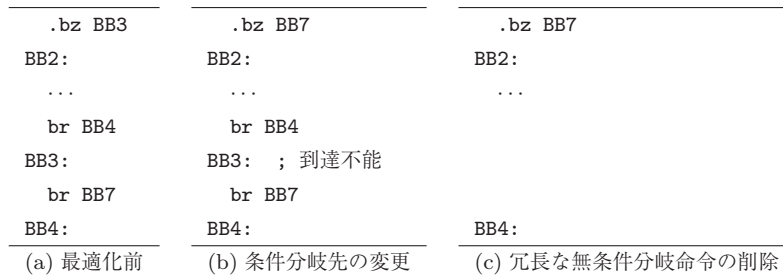 .bz BB3 .bz BB7 .bz BB7
BB2: BB2: BB2:
... ... ...
br BB4 br BB4
BB3: BB3: ; 到達不能
br BB7 br BB7
BB4: BB4: BB4:
(a) 最適化前 (b) 条件分岐先の変更 (c) 冗長な無条件分岐命令の削除